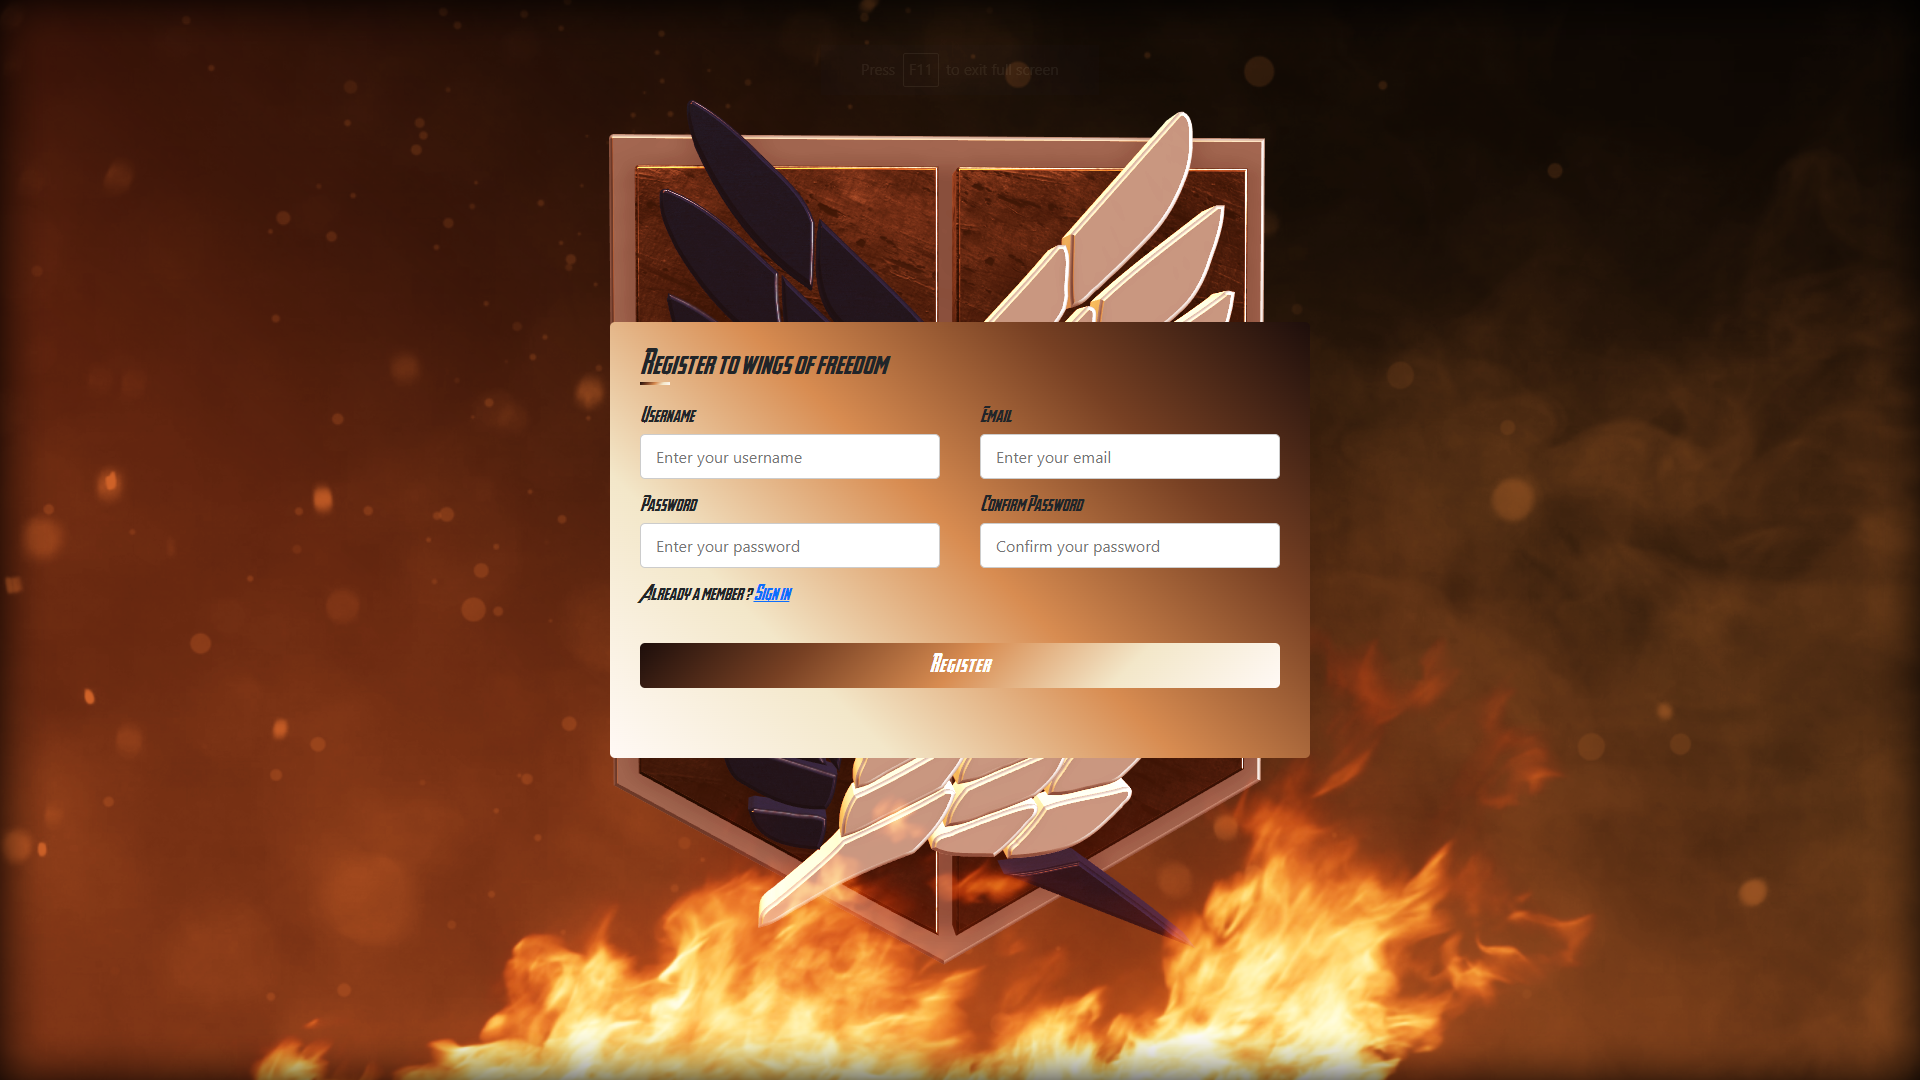 Press F11 to exit full screen
Register to wings of freedom
Username
Email
Enter your username
Enter your email
Password
Confirm Password
Enter your password
Confirm your password
Already a member ? Sign in
Register